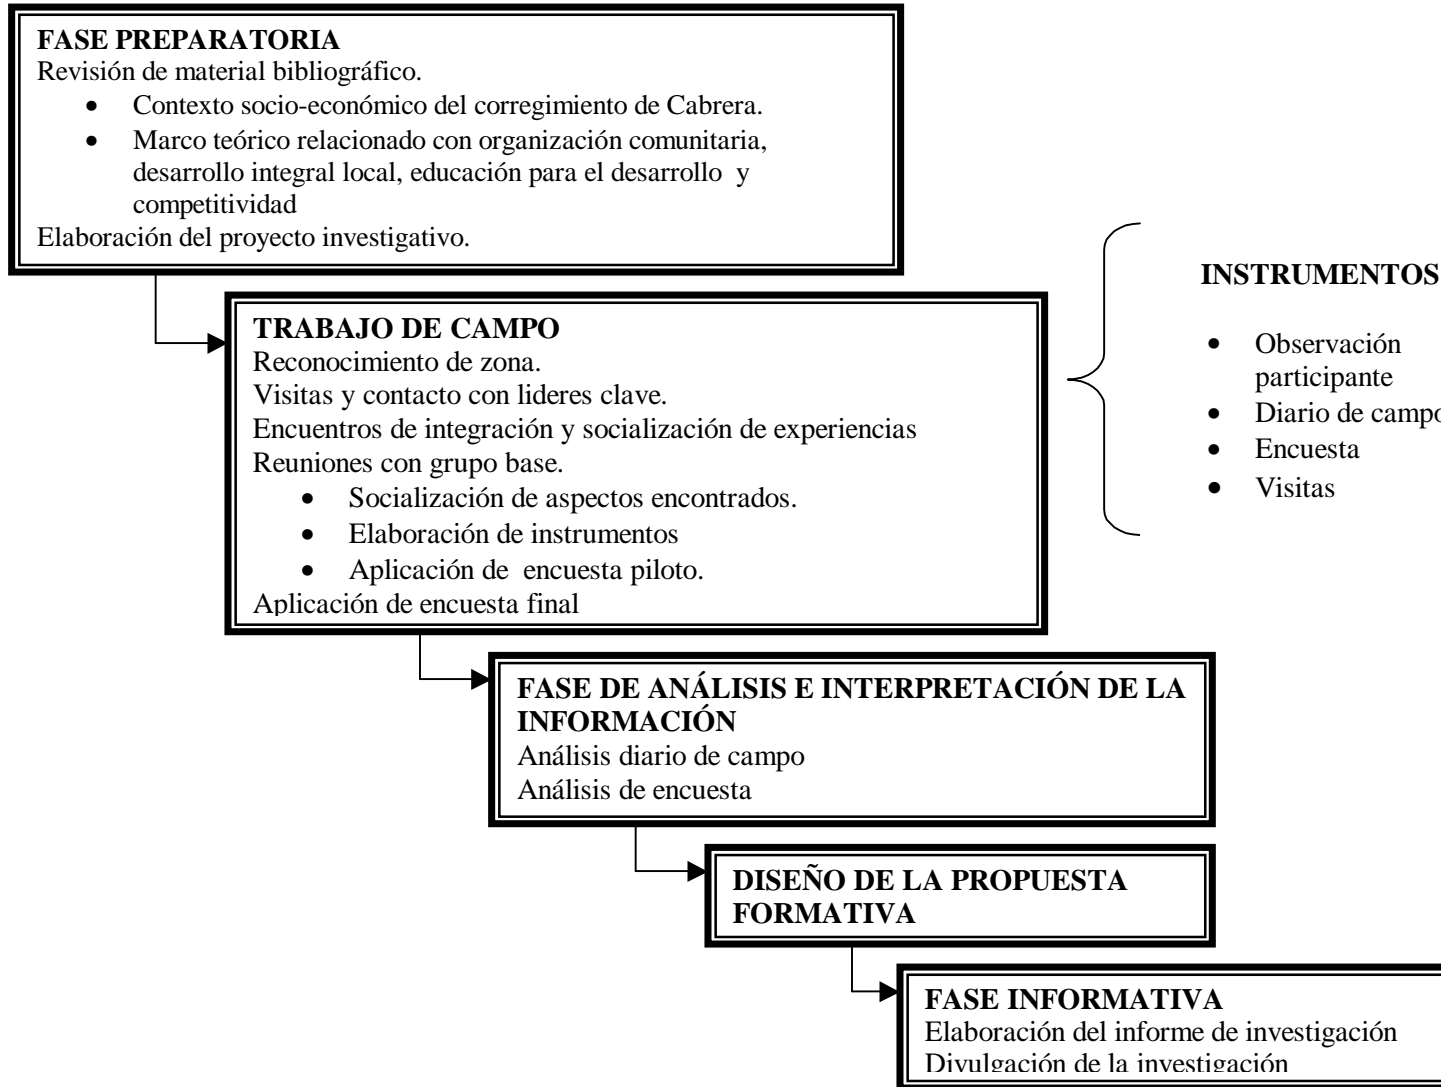 FASE PREPARATORIA
Revisión de material bibliográfico.
• Contexto socio-económico del corregimiento de Cabrera.
• Marco teórico relacionado con organización comunitaria,
desarrollo integral local, educación para el desarrollo y
competitividad
Elaboración del proyecto investigativo.
TRABAJO DE CAMPO
Reconocimiento de zona.
Visitas y contacto con lideres clave.
Encuentros de integración y socialización de experiencias
Reuniones con grupo base.
• Socialización de aspectos encontrados.
• Elaboración de instrumentos
• Aplicación de encuesta piloto.
Aplicación de encuesta final
INSTRUMENTOS
• Observación
participante
• Diario de campo
• Encuesta
• Visitas
FASE DE ANÁLISIS E INTERPRETACIÓN DE LA
INFORMACIÓN
Análisis diario de campo
Análisis de encuesta
DISEÑO DE LA PROPUESTA
FORMATIVA
FASE INFORMATIVA
Elaboración del informe de investigación
Divulgación de la investigación